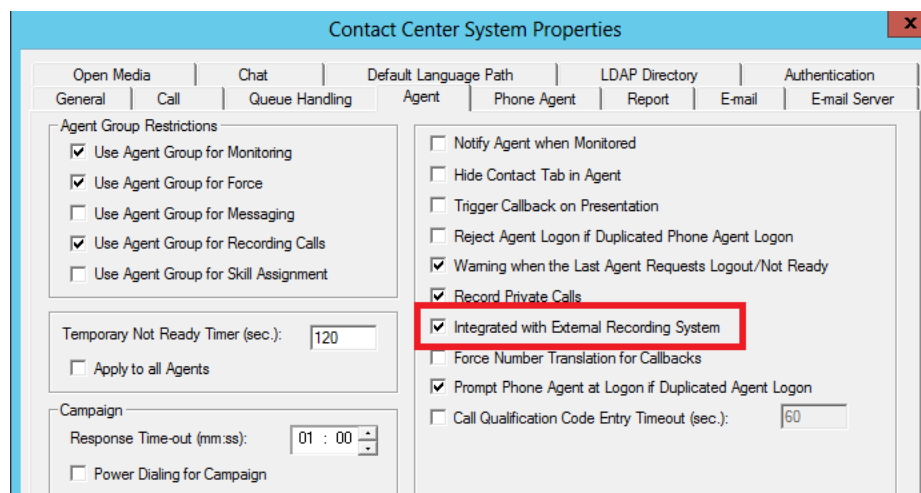 Contact Center System Properties
x
Open Media
Chat
Default Language Path
LDAP Directory
Authentication
General
Call
Queue Handling
Agent
Phone Agent
Report
E-mail
E-mail Server
Agent Group Restrictions
Use Agent Group for Monitoring
Use Agent Group for Force
Use Agent Group for Messaging
Use Agent Group for Recording Calls
Use Agent Group for Skill Assignment
Temporary Not Ready Timer (sec.): 120
Apply to all Agents
Campaign
Response Time-out (mm:ss): 01 : 00
Power Dialing for Campaign
Notify Agent when Monitored
Hide Contact Tab in Agent
Trigger Callback on Presentation
Reject Agent Logon if Duplicated Phone Agent Logon
Warning when the Last Agent Requests Logout/Not Ready
Record Private Calls
Integrated with External Recording System
Force Number Translation for Callbacks
Prompt Phone Agent at Logon if Duplicated Agent Logon
Call Qualification Code Entry Timeout (sec.): 60